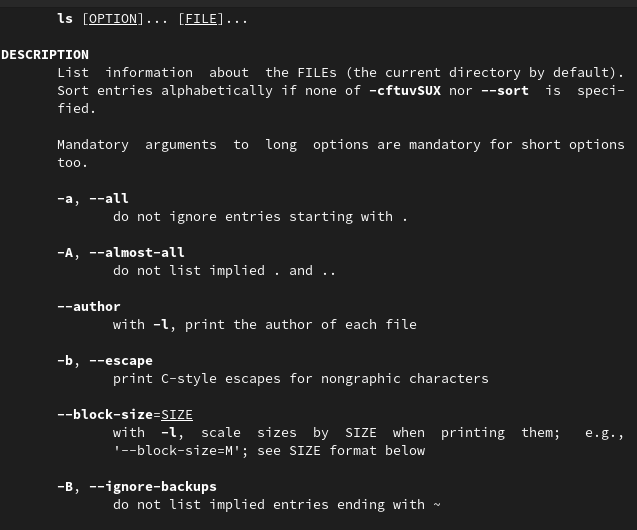 ls [OPTION]... [FILE]...
DESCRIPTION
List information about the FILEs (the current directory by default).
Sort entries alphabetically if none of -cftuvSUX nor --sort is speci-
fied.
Mandatory arguments to long options are mandatory for short options
too.
-a, --all
do not ignore entries starting with .
-A, --almost-all
do not list implied . and ..
--author
with -l, print the author of each file
-b, --escape
print C-style escapes for nongraphic characters
--block-size=SIZE
with -l, scale sizes by SIZE when printing them; e.g.,
'--block-size=M'; see SIZE format below
-B, --ignore-backups
do not list implied entries ending with ~